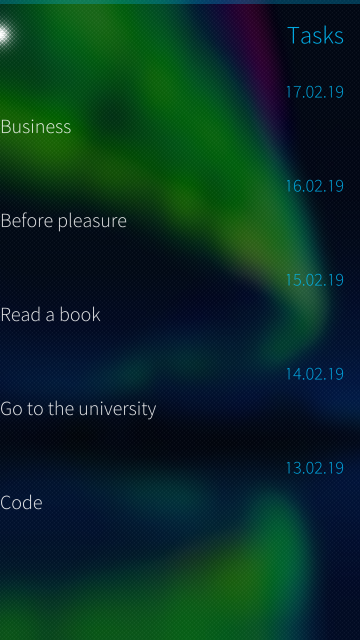 Tasks
17.02.19
Business
16.02.19
Before pleasure
15.02.19
Read a book
14.02.19
Go to the university
13.02.19
Code